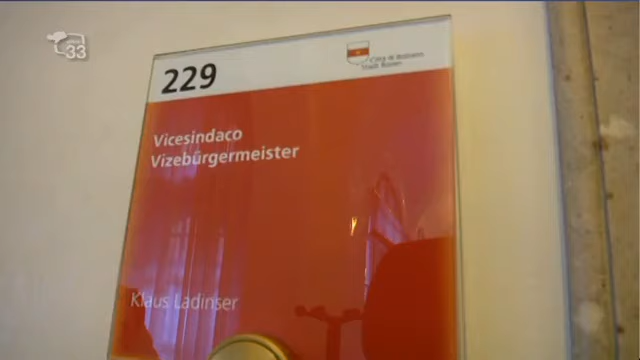 33
229
Città di Bolzano
Stadt Bozen
Vicesindaco
Vizebürgermeister
Klaus Ladinser